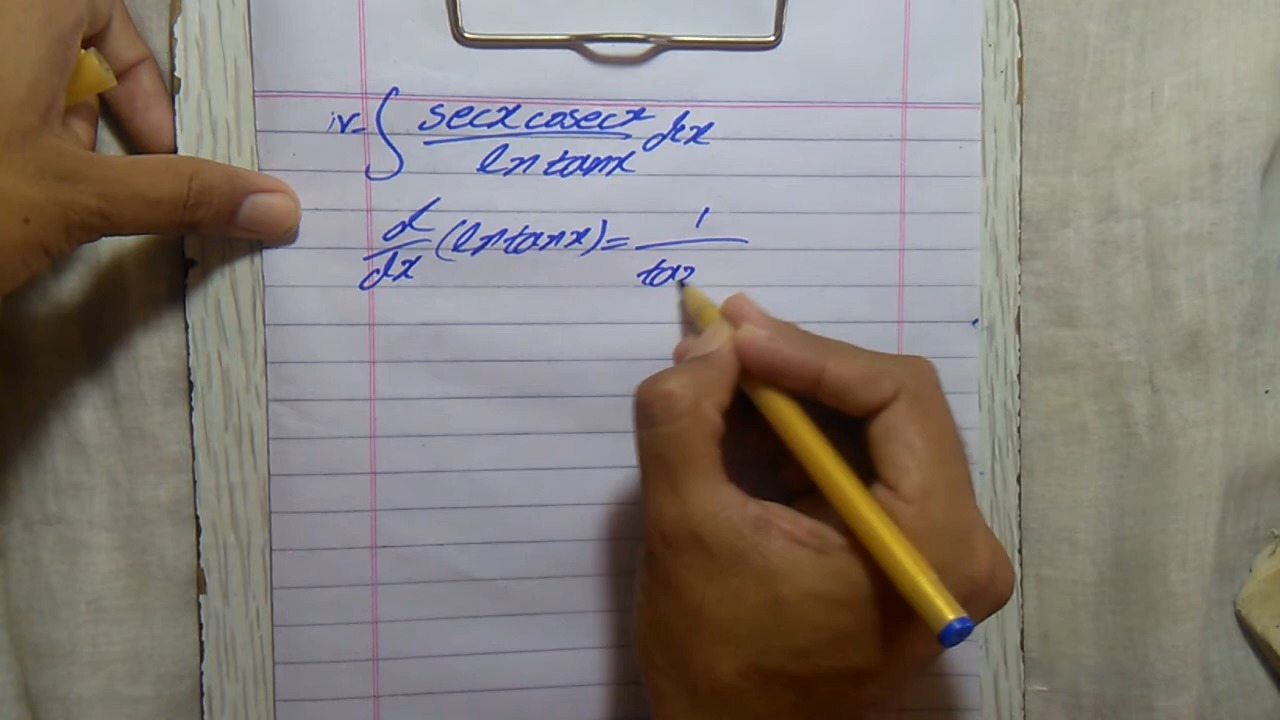 iv- ∫ secx cosecx / ln tanx dx
d/dx (ln tanx) = 1 / tan